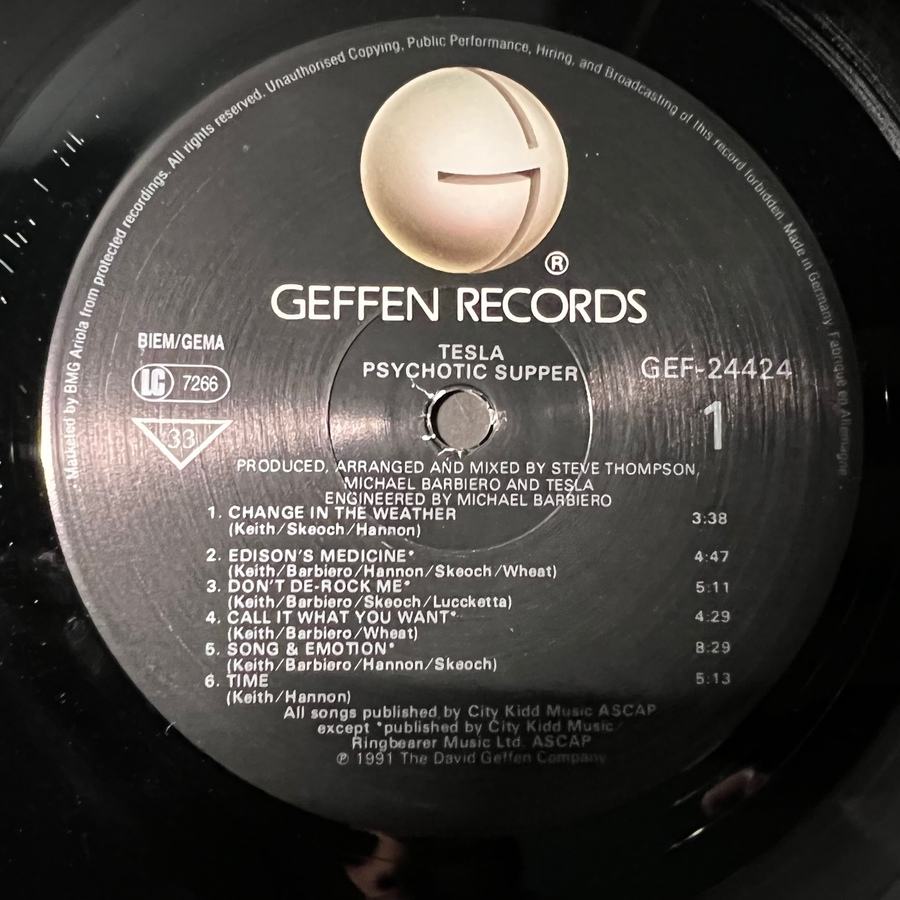 Marketed by BMG Ariola from protected recordings. All rights reserved. Unauthorised Copying, Public Performance, Hiring, and Broadcasting of this record forbidden. Made in Germany. Fabriqué en Allemagne
®
GEFFEN RECORDS
BIEM/GEMA
LC 7266
33
TESLA
PSYCHOTIC SUPPER
GEF-24424
1
PRODUCED, ARRANGED AND MIXED BY STEVE THOMPSON,
MICHAEL BARBIERO AND TESLA
ENGINEERED BY MICHAEL BARBIERO
1. CHANGE IN THE WEATHER 3:38
(Keith/Skeoch/Hannon)
2. EDISON'S MEDICINE* 4:47
(Keith/Barbiero/Hannon/Skeoch/Wheat)
3. DON'T DE-ROCK ME* 5:11
(Keith/Barbiero/Skeoch/Luccketta)
4. CALL IT WHAT YOU WANT* 4:29
(Keith/Barbiero/Wheat)
5. SONG & EMOTION* 8:29
(Keith/Barbiero/Hannon/Skeoch)
6. TIME 5:13
(Keith/Hannon)
All songs published by City Kidd Music ASCAP
except *published by City Kidd Music/
Ringbearer Music Ltd. ASCAP
℗ 1991 The David Geffen Company